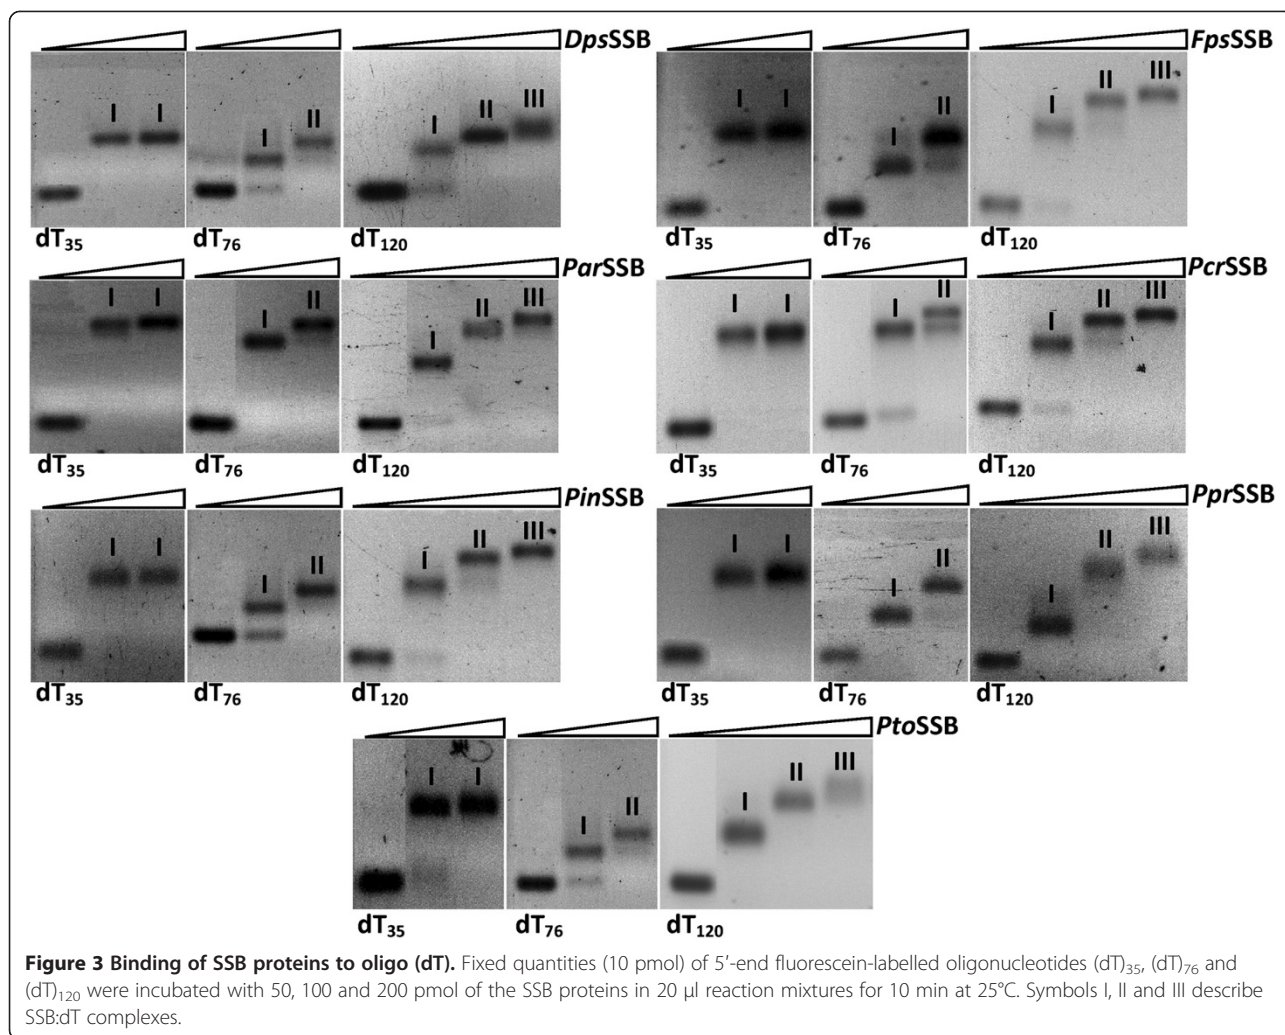 DpsSSB
I I I II I II III
dT35 dT76 dT120
FpsSSB
I I I II I II III
dT35 dT76 dT120
ParSSB
I I I II I II III
dT35 dT76 dT120
PcrSSB
I I I II I II III
dT35 dT76 dT120
PinSSB
I I I II I II III
dT35 dT76 dT120
PprSSB
I I I II I II III
dT35 dT76 dT120
PtoSSB
I I I II I II III
dT35 dT76 dT120
Figure 3 Binding of SSB proteins to oligo (dT). Fixed quantities (10 pmol) of 5′-end fluorescein-labelled oligonucleotides (dT)35, (dT)76 and
(dT)120 were incubated with 50, 100 and 200 pmol of the SSB proteins in 20 μl reaction mixtures for 10 min at 25°C. Symbols I, II and III describe
SSB:dT complexes.